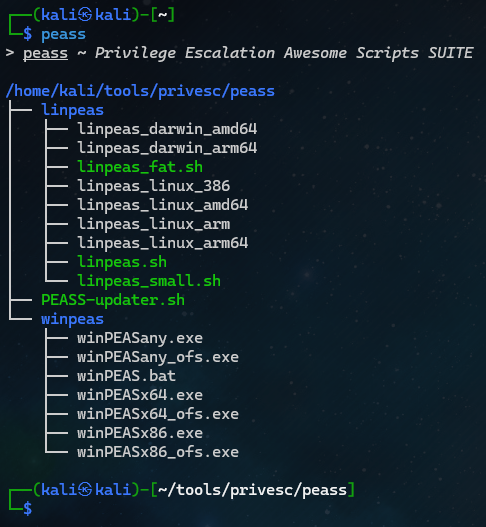 ┌──(kali㉿kali)-[~]
└─$ peass
> peass ~ Privilege Escalation Awesome Scripts SUITE

/home/kali/tools/privesc/peass
├── linpeas
│   ├── linpeas_darwin_amd64
│   ├── linpeas_darwin_arm64
│   ├── linpeas_fat.sh
│   ├── linpeas_linux_386
│   ├── linpeas_linux_amd64
│   ├── linpeas_linux_arm
│   ├── linpeas_linux_arm64
│   ├── linpeas.sh
│   └── linpeas_small.sh
├── PEASS-updater.sh
└── winpeas
    ├── winPEASany.exe
    ├── winPEASany_ofs.exe
    ├── winPEAS.bat
    ├── winPEASx64.exe
    ├── winPEASx64_ofs.exe
    ├── winPEASx86.exe
    └── winPEASx86_ofs.exe

┌──(kali㉿kali)-[~/tools/privesc/peass]
└─$